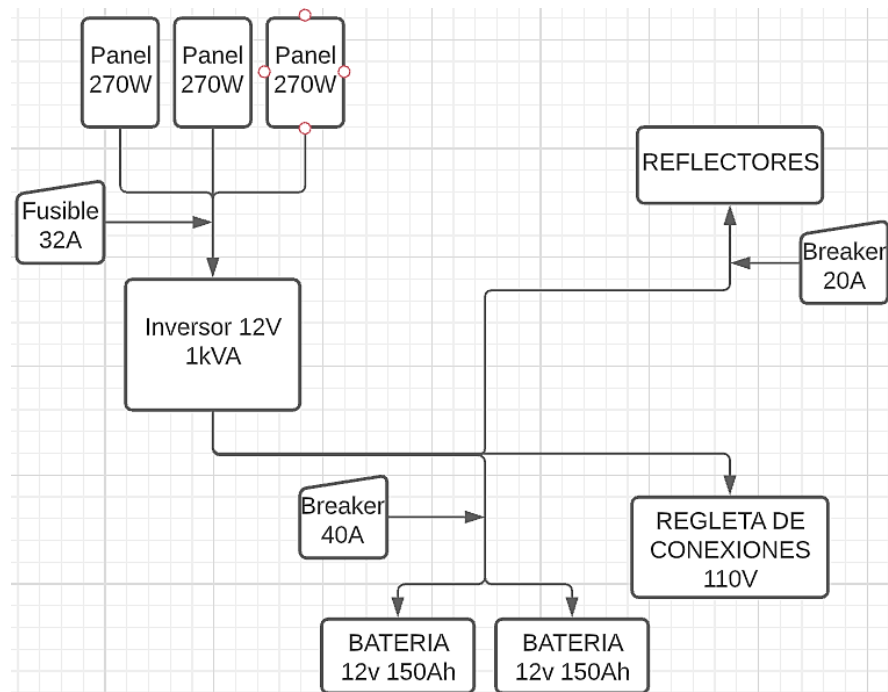 Panel
270W
Panel
270W
Panel
270W
Fusible
32A
REFLECTORES
Breaker
20A
Inversor 12V
1kVA
Breaker
40A
REGLETA DE
CONEXIONES
110V
BATERIA
12v 150Ah
BATERIA
12v 150Ah